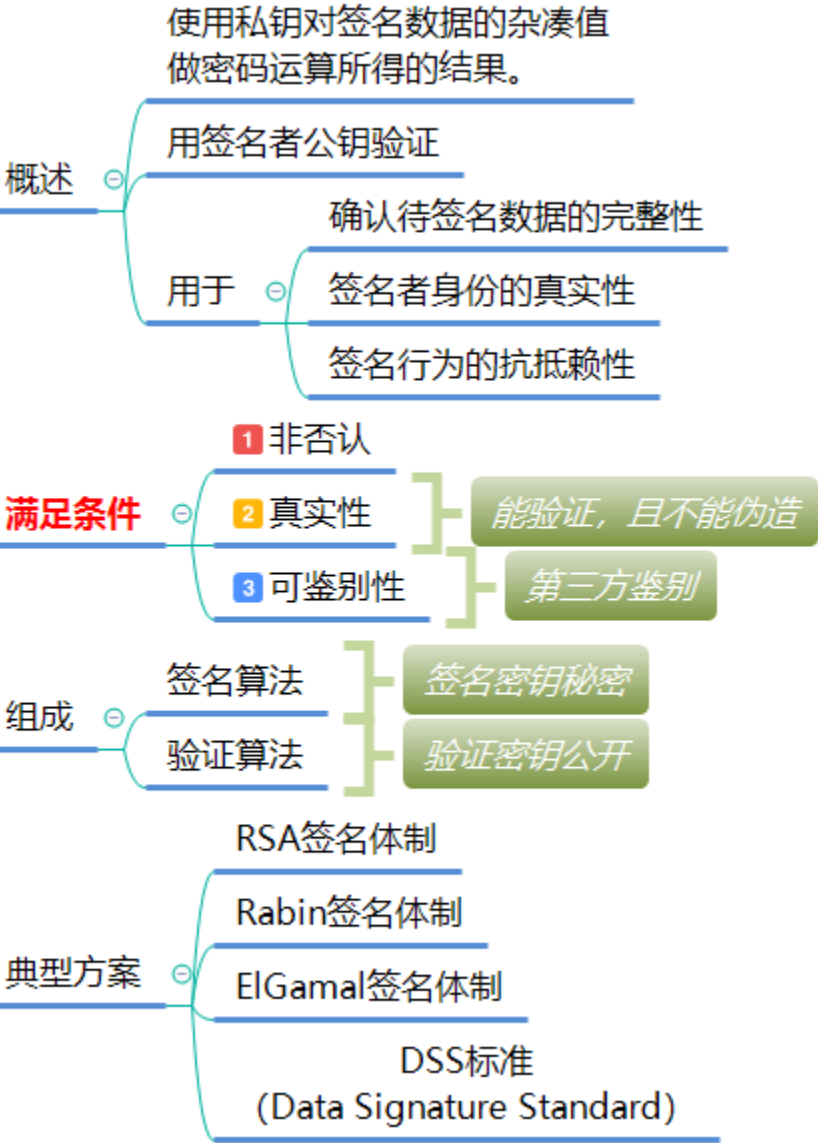 使用私钥对签名数据的杂凑值
做密码运算所得的结果。
概述
用签名者公钥验证
用于
确认待签名数据的完整性
签名者身份的真实性
签名行为的抗抵赖性
满足条件
1 非否认
2 真实性
能验证，且不能伪造
3 可鉴别性
第三方鉴别
组成
签名算法
签名密钥秘密
验证算法
验证密钥公开
典型方案
RSA签名体制
Rabin签名体制
ElGamal签名体制
DSS标准
（Data Signature Standard）